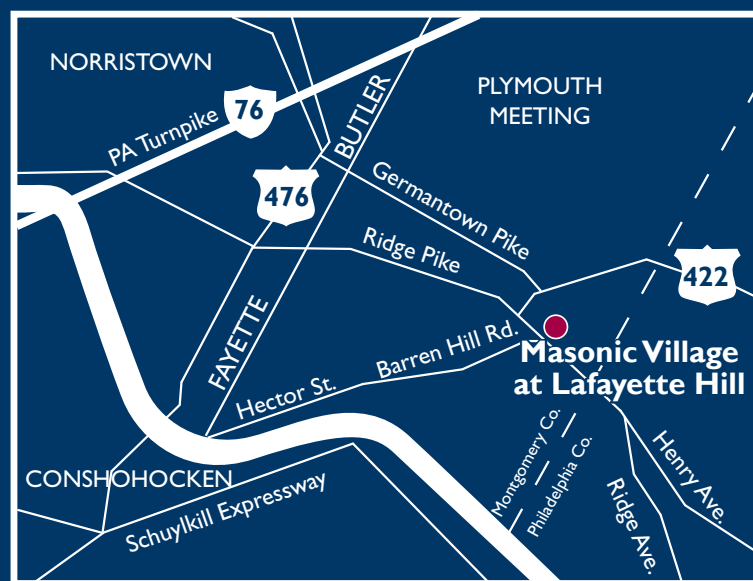 NORRISTOWN
PLYMOUTH
MEETING
76
PA Turnpike
BUTLER
476
Germantown Pike
Ridge Pike
422
FAYETTE
Barren Hill Rd.
Masonic Village
at Lafayette Hill
Hector St.
CONSHOHOCKEN
Schuylkill Expressway
Montgomery Co.
Philadelphia Co.
Henry Ave.
Ridge Ave.